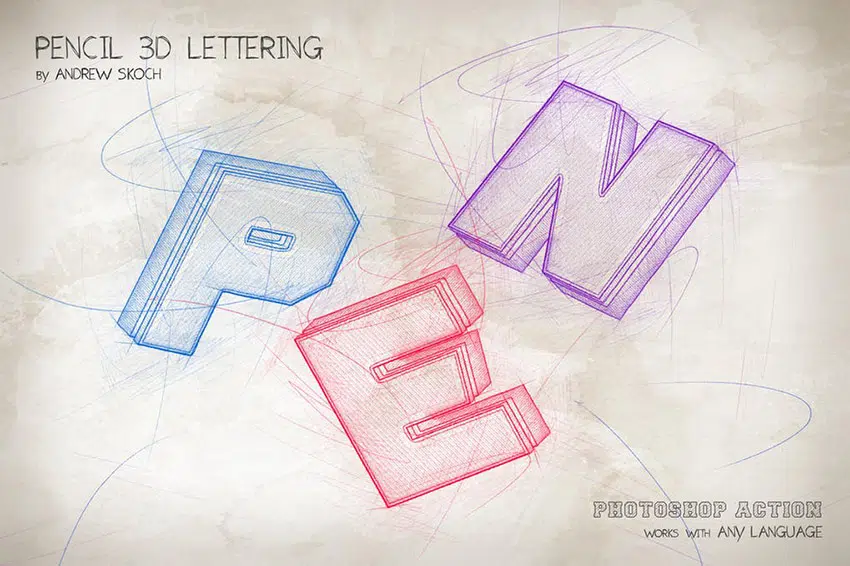 PENCIL 3D LETTERING
BY ANDREW SKOCH
P
N
E
PHOTOSHOP ACTION
WORKS WITH ANY LANGUAGE